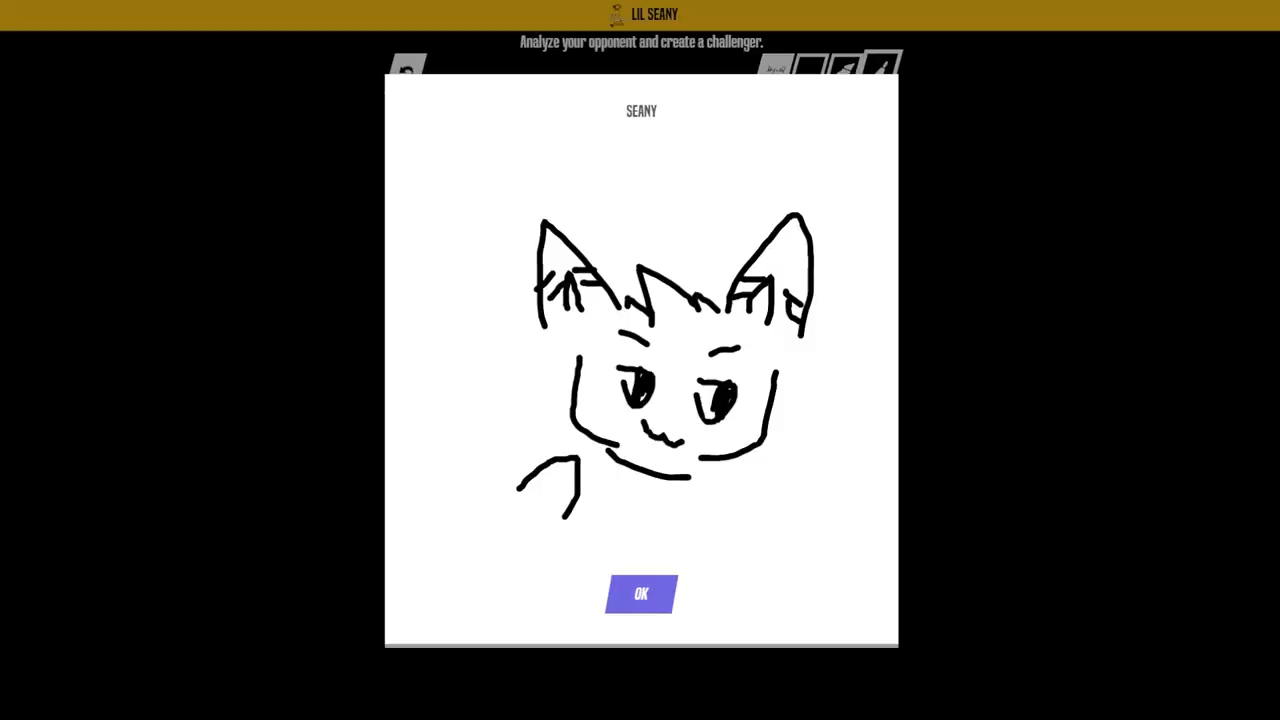 LIL SEANY
Analyze your opponent and create a challenger.
SEANY
OK